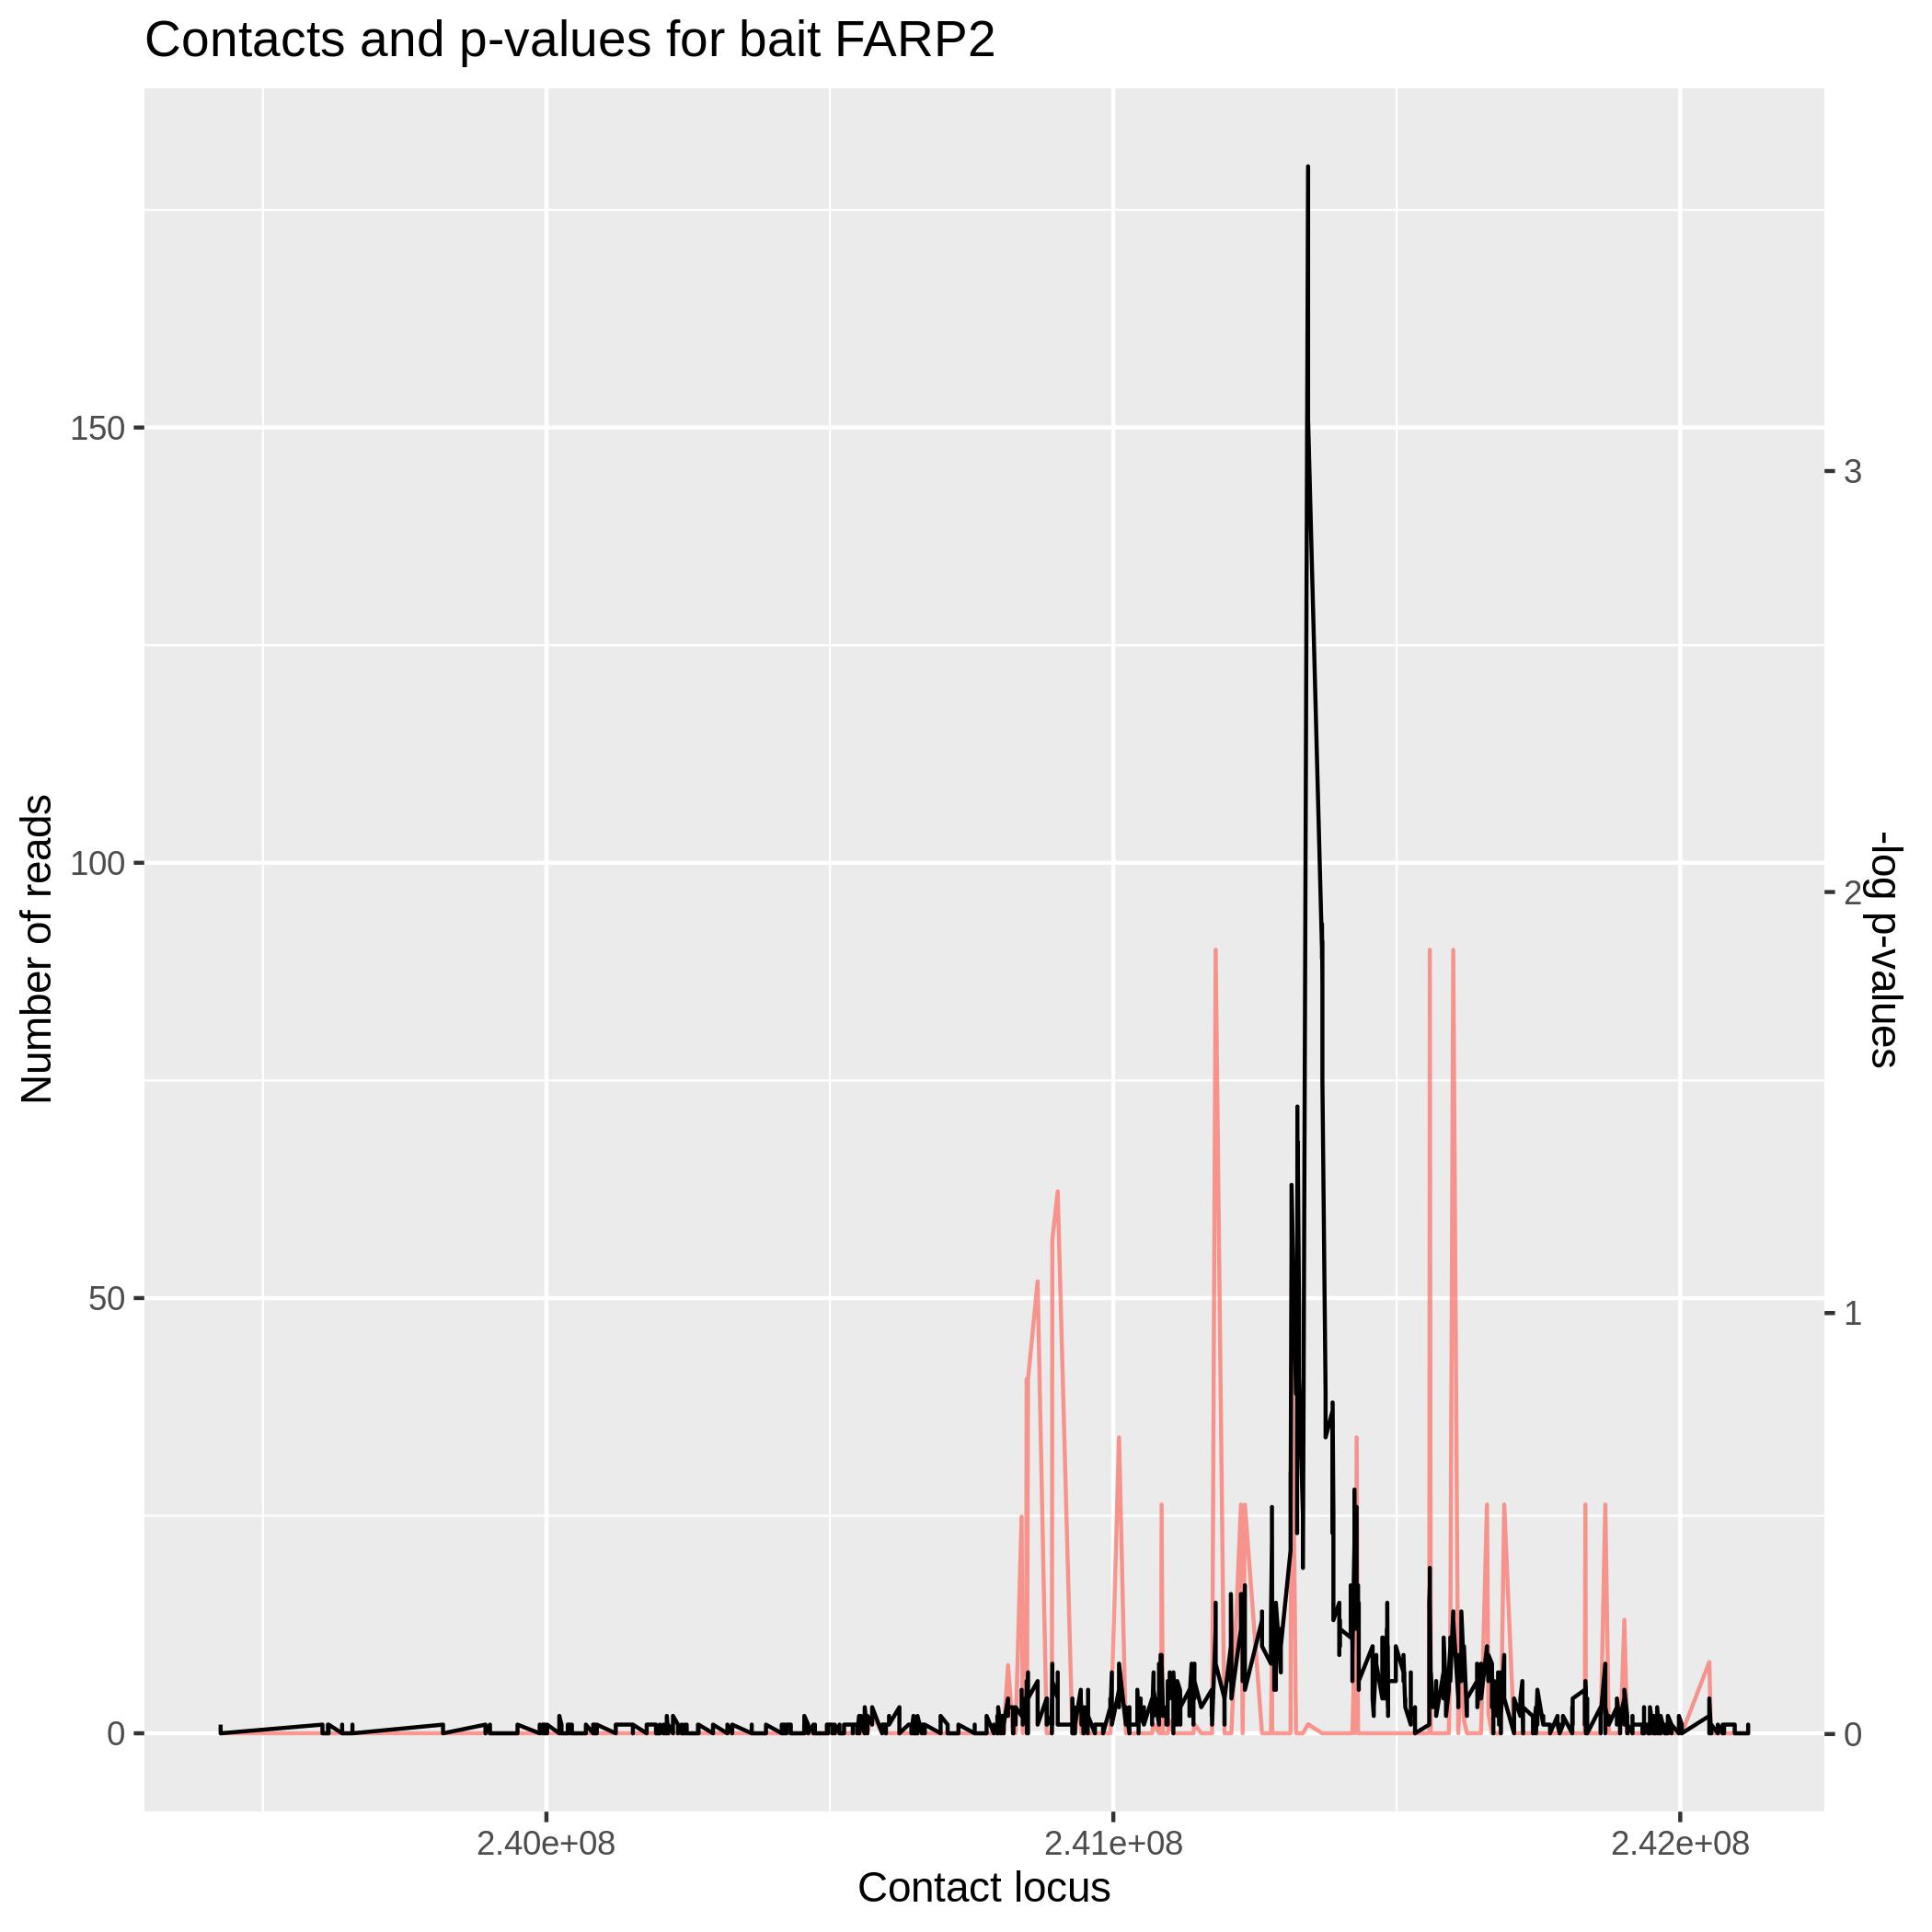 Contacts and p-values for bait FARP2
Number of reads
150
100
50
0
3
2
1
0
-log p-values
2.40e+08
2.41e+08
2.42e+08
Contact locus